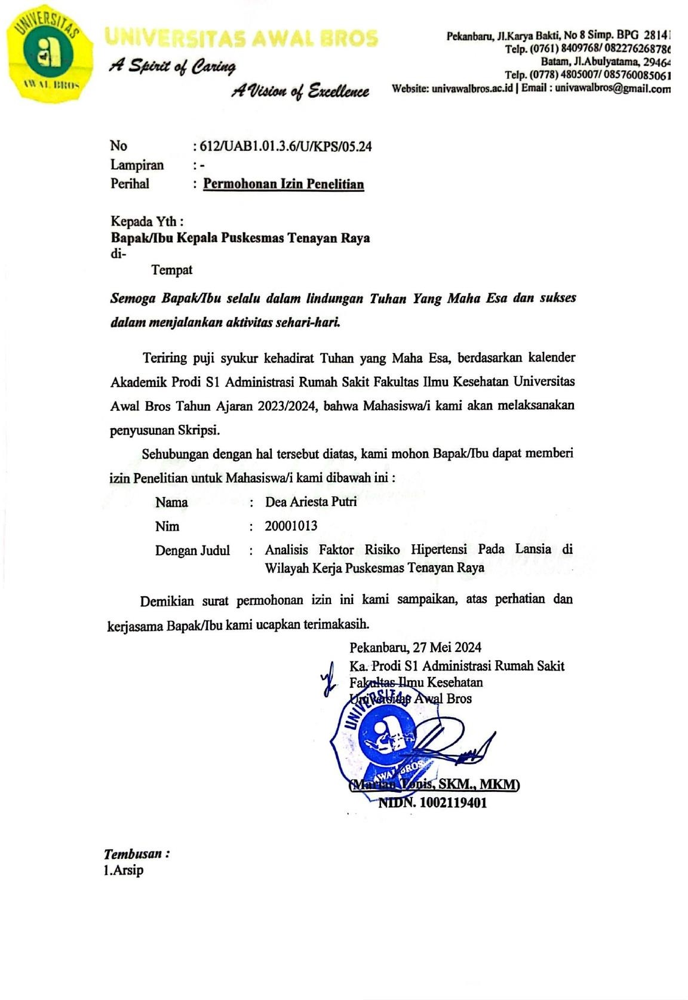 UNIVERSITAS
AWAL BROS
UNIVERSITAS AWAL BROS
A Spirit of Caring
A Vision of Excellence
Pekanbaru, Jl.Karya Bakti, No 8 Simp. BPG 28141
Telp. (0761) 8409768/ 082276268786
Batam, Jl.Abulyatama, 29464
Telp. (0778) 4805007/ 085760085061
Website: univawalbros.ac.id | Email : univawalbros@gmail.com
No : 612/UAB1.01.3.6/U/KPS/05.24
Lampiran : -
Perihal : Permohonan Izin Penelitian
Kepada Yth :
Bapak/Ibu Kepala Puskesmas Tenayan Raya
di-
Tempat
Semoga Bapak/Ibu selalu dalam lindungan Tuhan Yang Maha Esa dan sukses
dalam menjalankan aktivitas sehari-hari.
Teriring puji syukur kehadirat Tuhan yang Maha Esa, berdasarkan kalender
Akademik Prodi S1 Administrasi Rumah Sakit Fakultas Ilmu Kesehatan Universitas
Awal Bros Tahun Ajaran 2023/2024, bahwa Mahasiswa/i kami akan melaksanakan
penyusunan Skripsi.
Sehubungan dengan hal tersebut diatas, kami mohon Bapak/Ibu dapat memberi
izin Penelitian untuk Mahasiswa/i kami dibawah ini :
Nama : Dea Ariesta Putri
Nim : 20001013
Dengan Judul : Analisis Faktor Risiko Hipertensi Pada Lansia di
Wilayah Kerja Puskesmas Tenayan Raya
Demikian surat permohonan izin ini kami sampaikan, atas perhatian dan
kerjasama Bapak/Ibu kami ucapkan terimakasih.
Pekanbaru, 27 Mei 2024
Ka. Prodi S1 Administrasi Rumah Sakit
Fakultas Ilmu Kesehatan
Universitas Awal Bros
UNIVERSITAS
AWAL BROS
(Marian Tonis, SKM., MKM)
NIDN. 1002119401
Tembusan :
1.Arsip